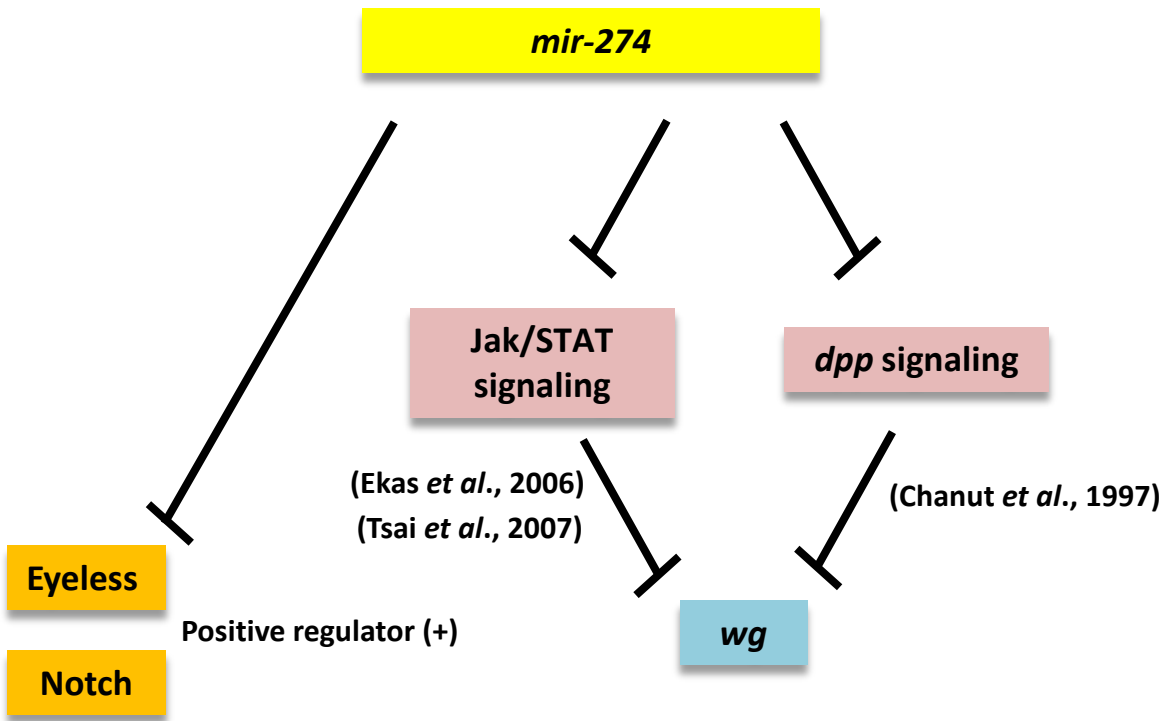 mir-274
Jak/STAT
signaling
dpp signaling
(Ekas et al., 2006)
(Tsai et al., 2007)
(Chanut et al., 1997)
Eyeless
Positive regulator (+)
wg
Notch